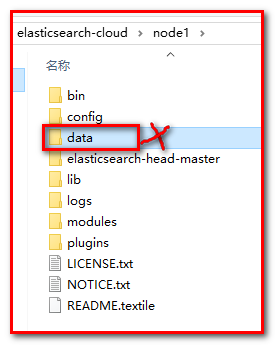 elasticsearch-cloud › node1 ›
名称
bin
config
data
elasticsearch-head-master
lib
logs
modules
plugins
LICENSE.txt
NOTICE.txt
README.textile